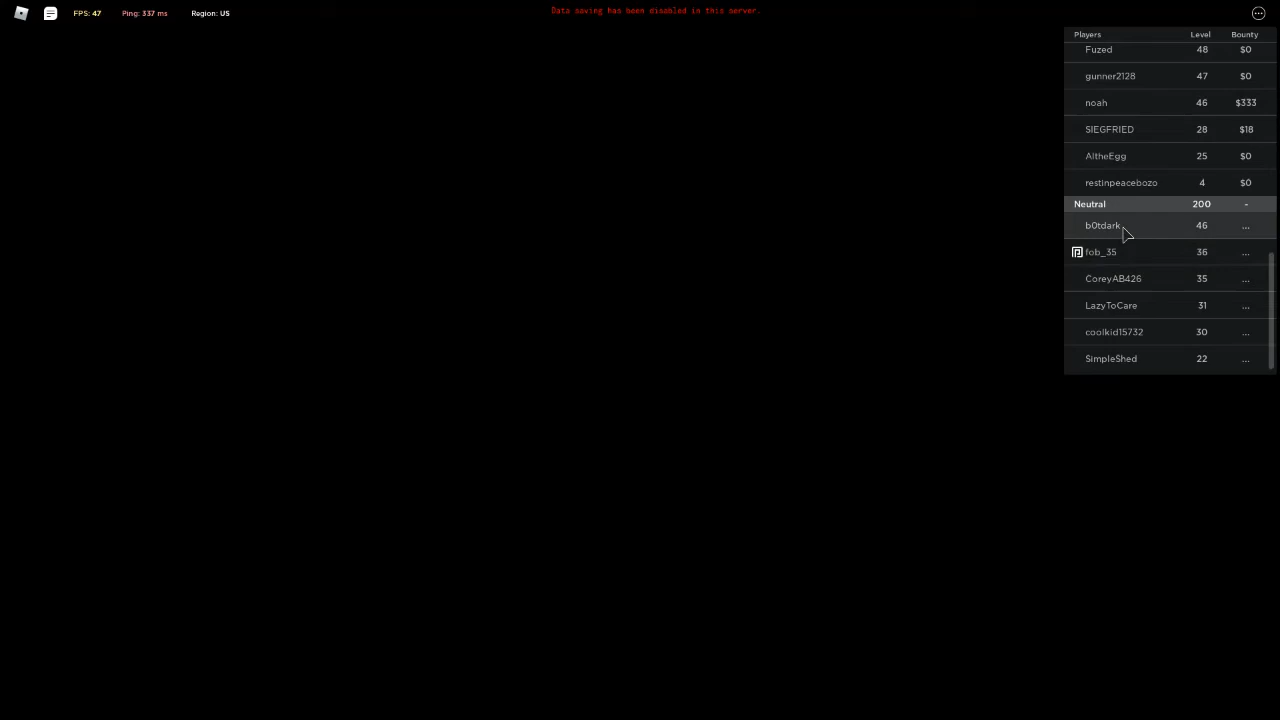 FPS: 47 Ping: 337 ms Region: US
Data saving has been disabled in this server.
Players Level Bounty
Fuzed 48 $0
gunner2128 47 $0
noah 46 $333
SIEGFRIED 28 $18
AltheEgg 25 $0
restinpeacebozo 4 $0
Neutral 200 -
b0tdark 46 ...
fob_35 36 ...
CoreyAB426 35 ...
LazyToCare 31 ...
coolkid15732 30 ...
SimpleShed 22 ...